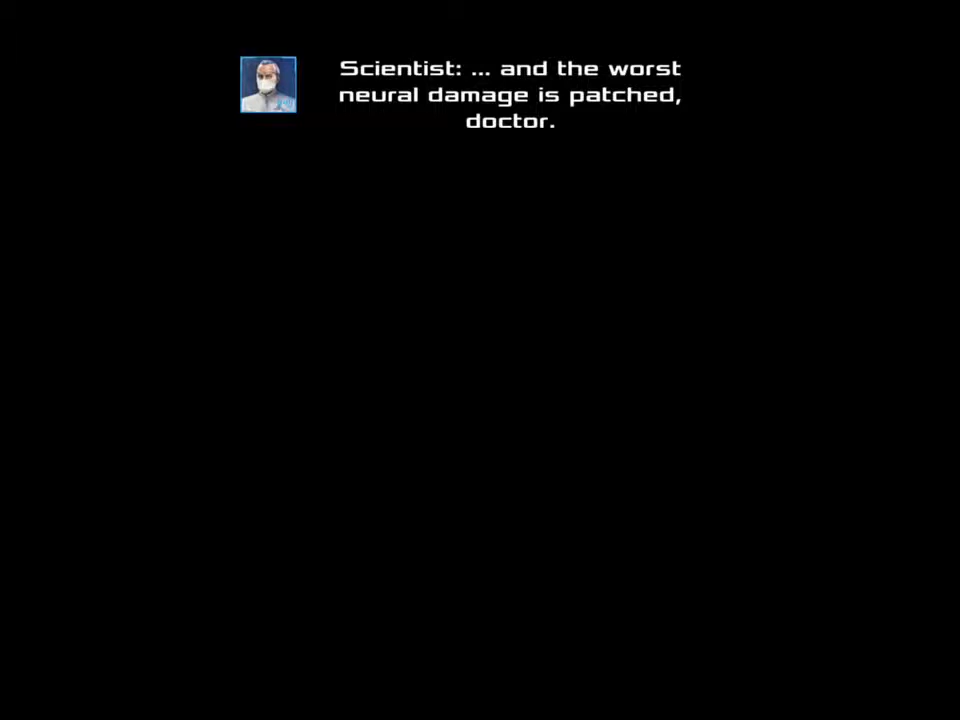 Scientist: ... and the worst
neural damage is patched,
doctor.